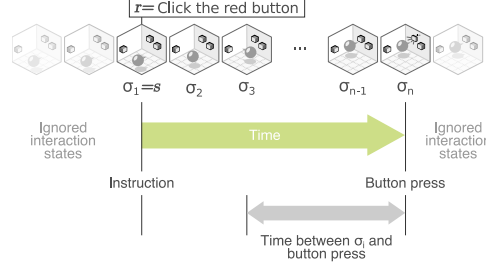 r=Click the red button
...
σ1=s σ2 σ3 σn-1 σn
Ignored
interaction
states
Time
Ignored
interaction
states
Instruction
Button press
Time between σi and
button press